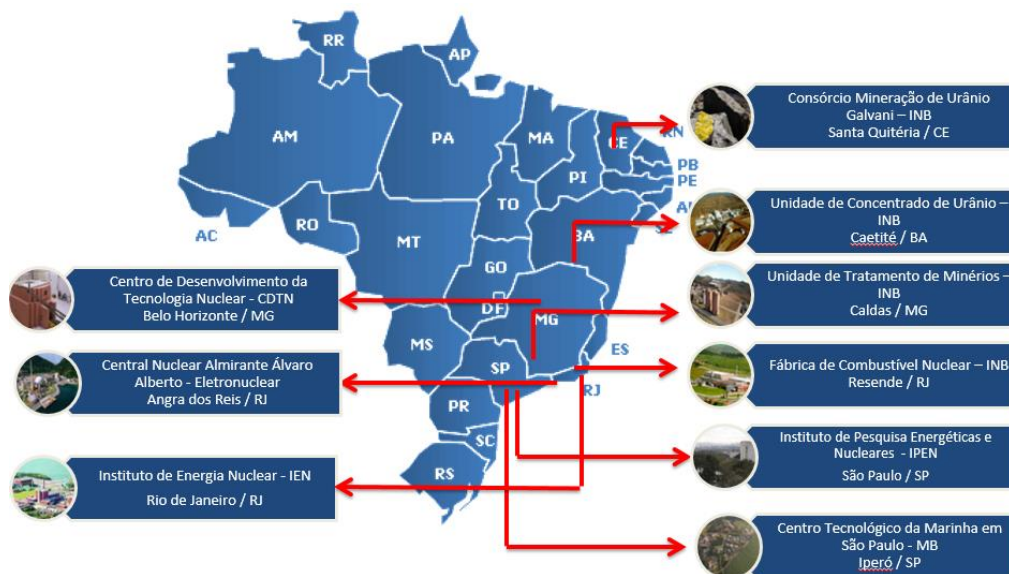 RR
AP
AM
PA
MA
CE
RN
PI
PB
PE
AC
RO
TO
MT
BA
GO
DF
MG
ES
MS
SP
RJ
PR
SC
RS
Centro de Desenvolvimento da
Tecnologia Nuclear - CDTN
Belo Horizonte / MG
Central Nuclear Almirante Álvaro
Alberto - Eletronuclear
Angra dos Reis / RJ
Instituto de Energia Nuclear - IEN
Rio de Janeiro / RJ
Consórcio Mineração de Urânio
Galvani – INB
Santa Quitéria / CE
Unidade de Concentrado de Urânio –
INB
Caetité / BA
Unidade de Tratamento de Minérios –
INB
Caldas / MG
Fábrica de Combustível Nuclear – INB
Resende / RJ
Instituto de Pesquisa Energéticas e
Nucleares - IPEN
São Paulo / SP
Centro Tecnológico da Marinha em
São Paulo - MB
Iperó / SP